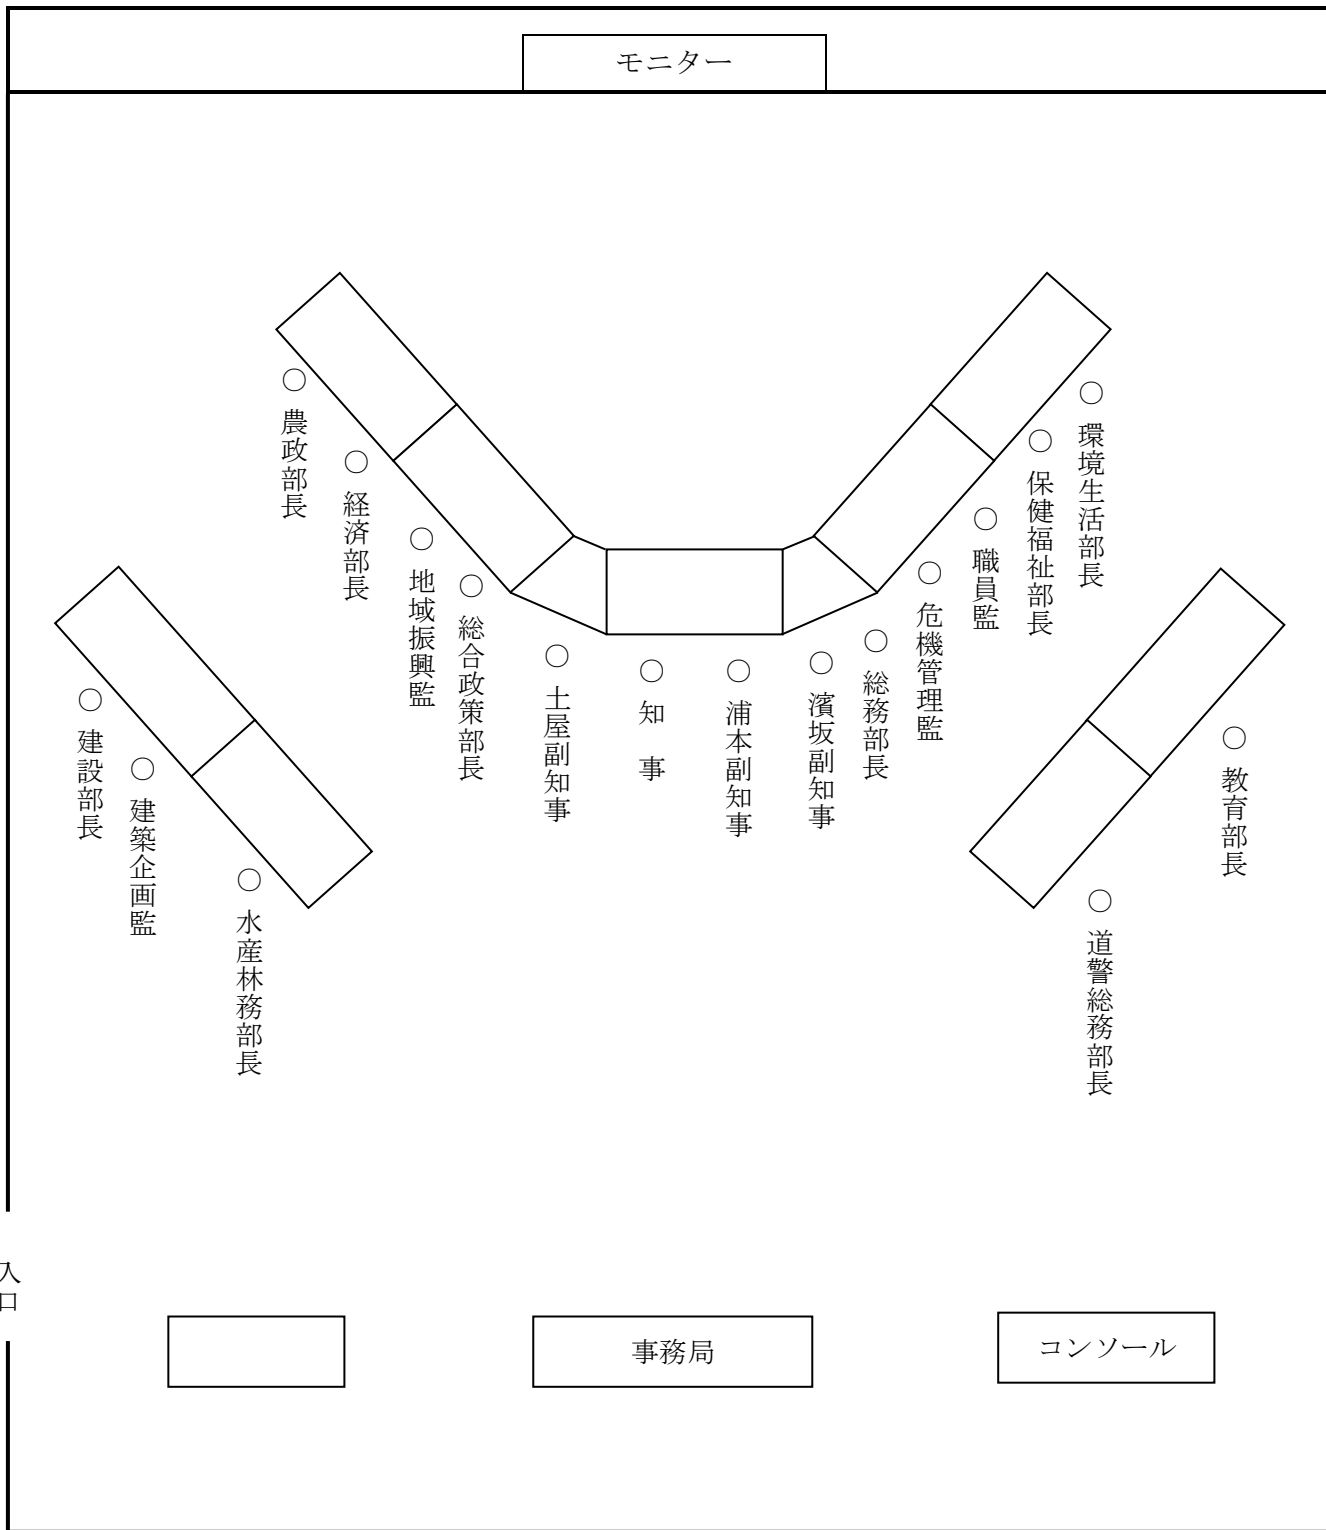 モニター
農政部長
経済部長
地域振興監
総合政策部長
土屋副知事
知 事
浦本副知事
濱坂副知事
総務部長
危機管理監
職員監
保健福祉部長
環境生活部長
建設部長
建築企画監
水産林務部長
道警総務部長
教育部長
入口
事務局
コンソール